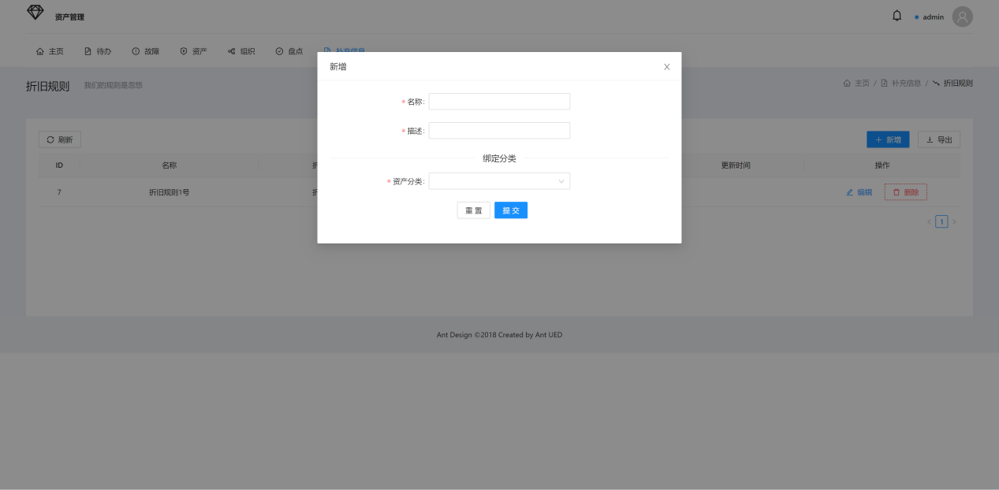 资产管理
admin
主页 待办 故障 资产 组织 盘点 补充信息
新增
折旧规则 我们的规则是忽悠
主页 / 补充信息 / 折旧规则
* 名称:
* 描述:
刷新
新增 导出
绑定分类
ID 名称 更新时间 操作
* 资产分类:
7 折旧规则1号 编辑 删除
重 置 提 交
< 1 >
Ant Design ©2018 Created by Ant UED